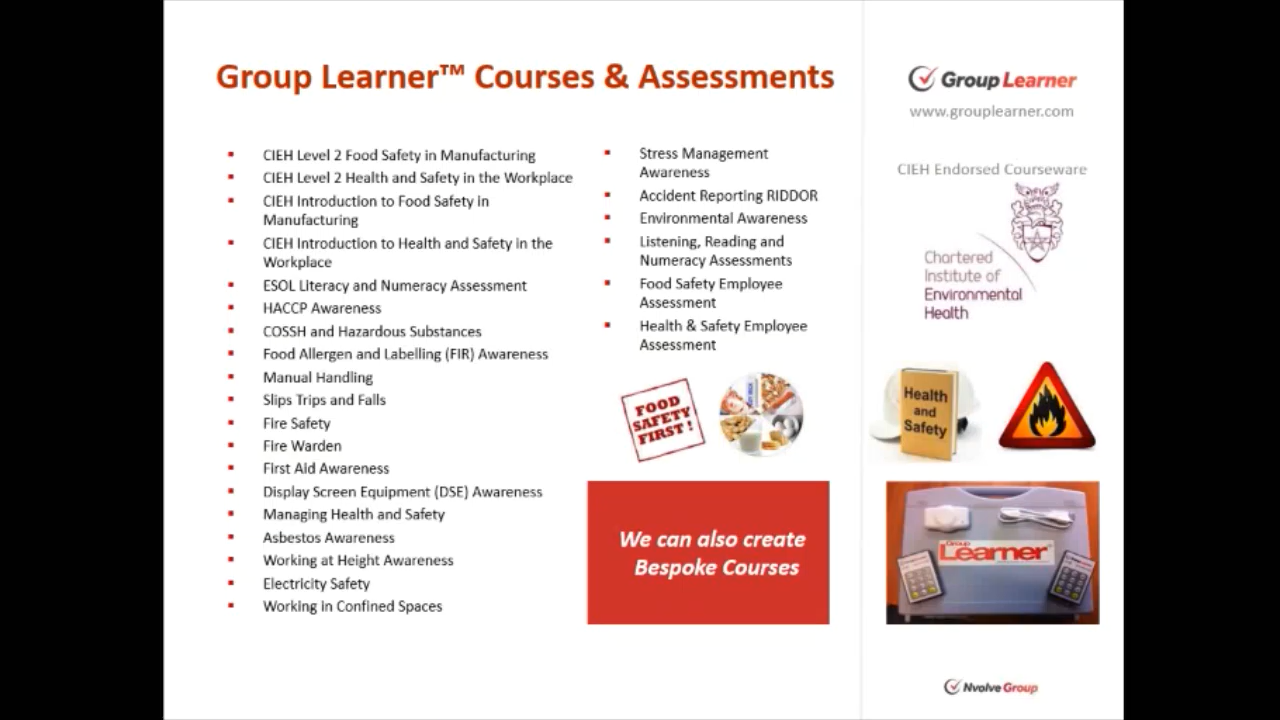 Group Learner™ Courses & Assessments
CIEH Level 2 Food Safety in Manufacturing
CIEH Level 2 Health and Safety in the Workplace
CIEH Introduction to Food Safety in
Manufacturing
CIEH Introduction to Health and Safety in the
Workplace
ESOL Literacy and Numeracy Assessment
HACCP Awareness
COSSH and Hazardous Substances
Food Allergen and Labelling (FIR) Awareness
Manual Handling
Slips Trips and Falls
Fire Safety
Fire Warden
First Aid Awareness
Display Screen Equipment (DSE) Awareness
Managing Health and Safety
Asbestos Awareness
Working at Height Awareness
Electricity Safety
Working in Confined Spaces
Stress Management
Awareness
Accident Reporting RIDDOR
Environmental Awareness
Listening, Reading and
Numeracy Assessments
Food Safety Employee
Assessment
Health & Safety Employee
Assessment
FOOD
SAFETY
FIRST!
We can also create
Bespoke Courses
Group Learner
www.grouplearner.com
CIEH Endorsed Courseware
Chartered
Institute of
Environmental
Health
Health
and
Safety
Group
Learner™
Nvolve Group